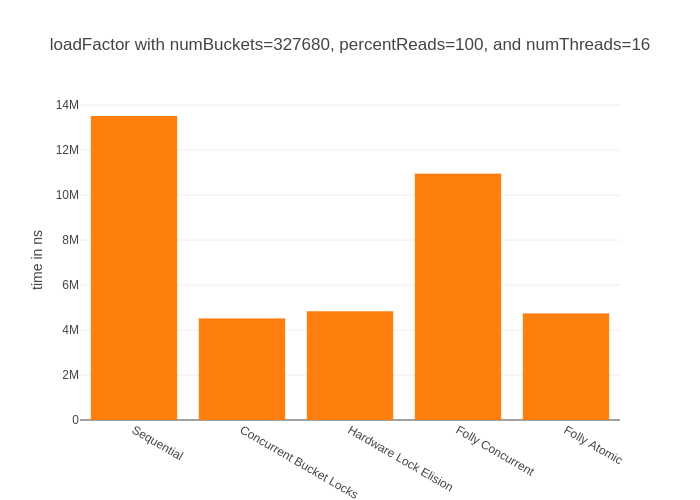 loadFactor with numBuckets=327680, percentReads=100, and numThreads=16
14M
12M
10M
8M
6M
4M
2M
0
time in ns
Sequential
Concurrent Bucket Locks
Hardware Lock Elision
Folly Concurrent
Folly Atomic